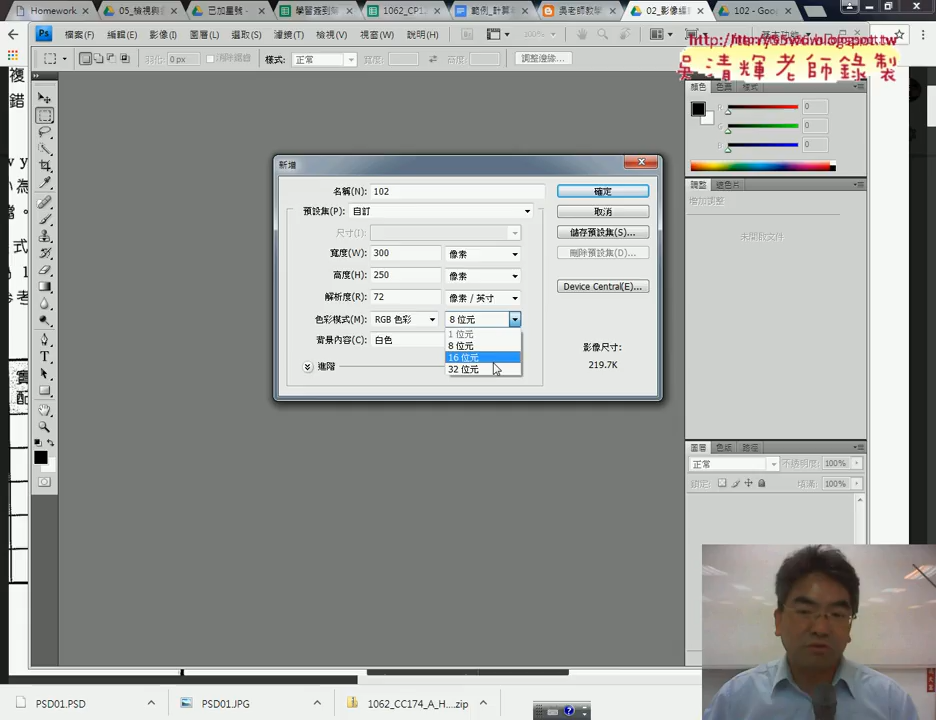 Homework
05_檢視與
已加星號 -
學習簽到
1062_CP1
範例_計算
吳老師教學
02_影像編
102 - Goo
Ps 檔案(F) 編輯(E) 影像(I) 圖層(L) 選取(S) 濾鏡(T) 檢視(V) 視窗(W) 說明(H) 100%
羽化: 0 px 消除鋸齒 樣式: 正常 寬度: 高度: 調整邊緣...
吳清輝老師錄製
複
錯
w y
小為
當。
式
參考
實
配
顏色 色票 樣式
R 0
G 0
B 0
調整 遮色片
增加調整
未開啟文件
新增
名稱(N): 102
確定
預設集(P): 自訂
取消
尺寸(I):
儲存預設集(S)...
寬度(W): 300 像素
刪除預設集(D)...
高度(H): 250 像素
Device Central(E)...
解析度(R): 72 像素 / 英寸
色彩模式(M): RGB 色彩 8 位元
1 位元
背景內容(C): 白色
8 位元
16 位元
32 位元
影像尺寸:
219.7K
進階
圖層 色版 路徑
正常 不透明度: 100%
鎖定: 填滿: 100%
PSD01.PSD
PSD01.JPG
1062_CC174_A_H....zip